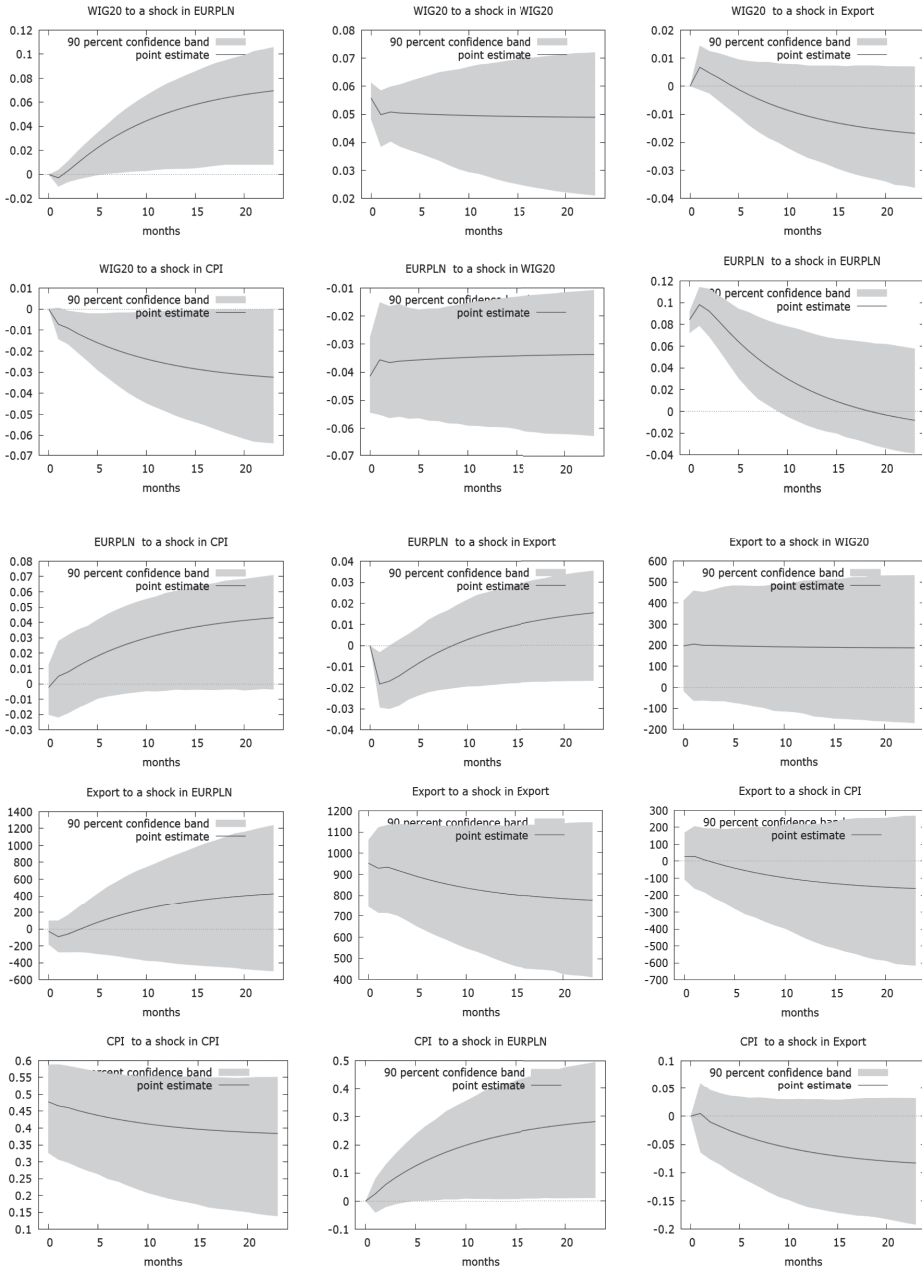 WIG20 to a shock in EURPLN
0.12
0.1
0.08
0.06
0.04
0.02
0
-0.02
90 percent confidence band
point estimate
0 5 10 15 20
months
WIG20 to a shock in WIG20
0.08
0.07
0.06
0.05
0.04
0.03
0.02
90 percent confidence band
point estimate
0 5 10 15 20
months
WIG20 to a shock in Export
0.02
0.01
0
-0.01
-0.02
-0.03
-0.04
90 percent confidence band
point estimate
0 5 10 15 20
months
WIG20 to a shock in CPI
0.01
0
-0.01
-0.02
-0.03
-0.04
-0.05
-0.06
-0.07
90 percent confidence band
point estimate
0 5 10 15 20
months
EURPLN to a shock in WIG20
-0.01
-0.02
-0.03
-0.04
-0.05
-0.06
-0.07
90 percent confidence
point estimate
0 5 10 15 20
months
EURPLN to a shock in EURPLN
0.12
0.1
0.08
0.06
0.04
0.02
0
-0.02
-0.04
percent confidence band
point estimate
0 5 10 15 20
months
EURPLN to a shock in CPI
0.08
0.07
0.06
0.05
0.04
0.03
0.02
0.01
0
-0.01
-0.02
-0.03
90 percent confidence band
point estimate
0 5 10 15 20
months
EURPLN to a shock in Export
0.04
0.03
0.02
0.01
0
-0.01
-0.02
-0.03
-0.04
90 percent confidence band
point estimate
0 5 10 15 20
months
Export to a shock in WIG20
600
500
400
300
200
100
0
-100
-200
90 percent confidence band
point estimate
0 5 10 15 20
months
Export to a shock in EURPLN
1400
1200
1000
800
600
400
200
0
-200
-400
-600
90 percent confidence band
point estimate
0 5 10 15 20
months
Export to a shock in Export
1200
1100
1000
900
800
700
600
500
400
90 percent confidence band
point estimate
0 5 10 15 20
months
Export to a shock in CPI
300
200
100
0
-100
-200
-300
-400
-500
-600
-700
90 percent confidence band
point estimate
0 5 10 15 20
months
CPI to a shock in CPI
0.6
0.55
0.5
0.45
0.4
0.35
0.3
0.25
0.2
0.15
0.1
percent confidence band
point estimate
0 5 10 15 20
months
CPI to a shock in EURPLN
0.5
0.4
0.3
0.2
0.1
0
-0.1
90 percent confidence band
point estimate
0 5 10 15 20
months
CPI to a shock in Export
0.1
0.05
0
-0.05
-0.1
-0.15
-0.2
90 percent confidence band
point estimate
0 5 10 15 20
months